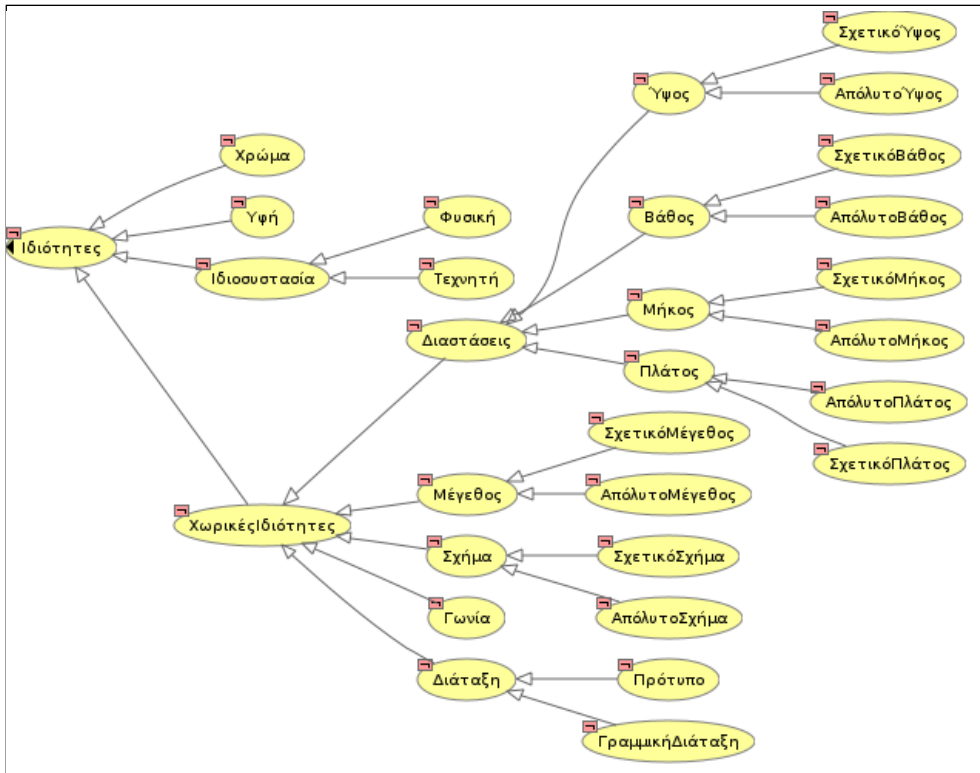 ΣχετικόΎψος
Ύψος
ΑπόλυτοΎψος
Χρώμα
ΣχετικόΒάθος
Υφή
Φυσική
Βάθος
ΑπόλυτοΒάθος
Ιδιότητες
Ιδιοσυστασία
Τεχνητή
ΣχετικόΜήκος
Μήκος
Διαστάσεις
ΑπόλυτοΜήκος
Πλάτος
ΑπόλυτοΠλάτος
ΣχετικόΜέγεθος
ΣχετικόΠλάτος
Μέγεθος
ΑπόλυτοΜέγεθος
ΧωρικέςΙδιότητες
Σχήμα
ΣχετικόΣχήμα
Γωνία
ΑπόλυτοΣχήμα
Διάταξη
Πρότυπο
ΓραμμικήΔιάταξη